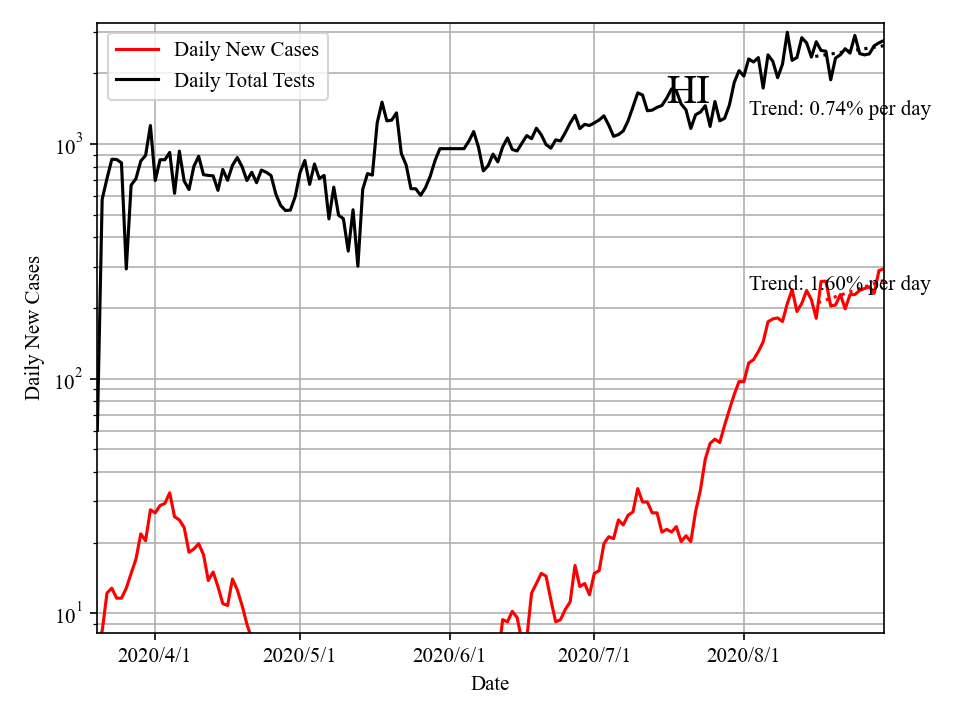 Daily New Cases
Daily Total Tests
HI
Trend: 0.74% per day
Trend: 1.60% per day
10³
10²
10¹
Daily New Cases
2020/4/1
2020/5/1
2020/6/1
2020/7/1
2020/8/1
Date